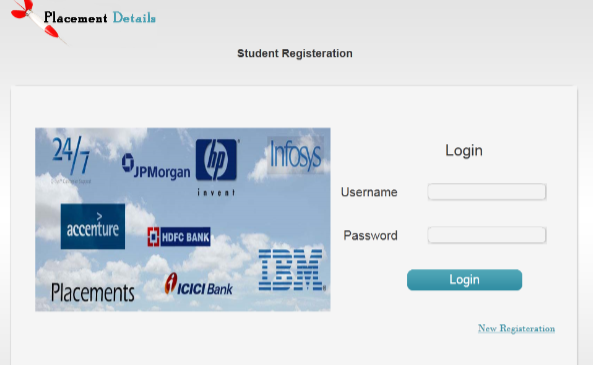 Placement Details
Student Registeration
24/7
JPMorgan
hp
invent
Infosys
accenture
HDFC BANK
IBM
Placements
ICICI Bank
Login
Username
Password
Login
New Registeration